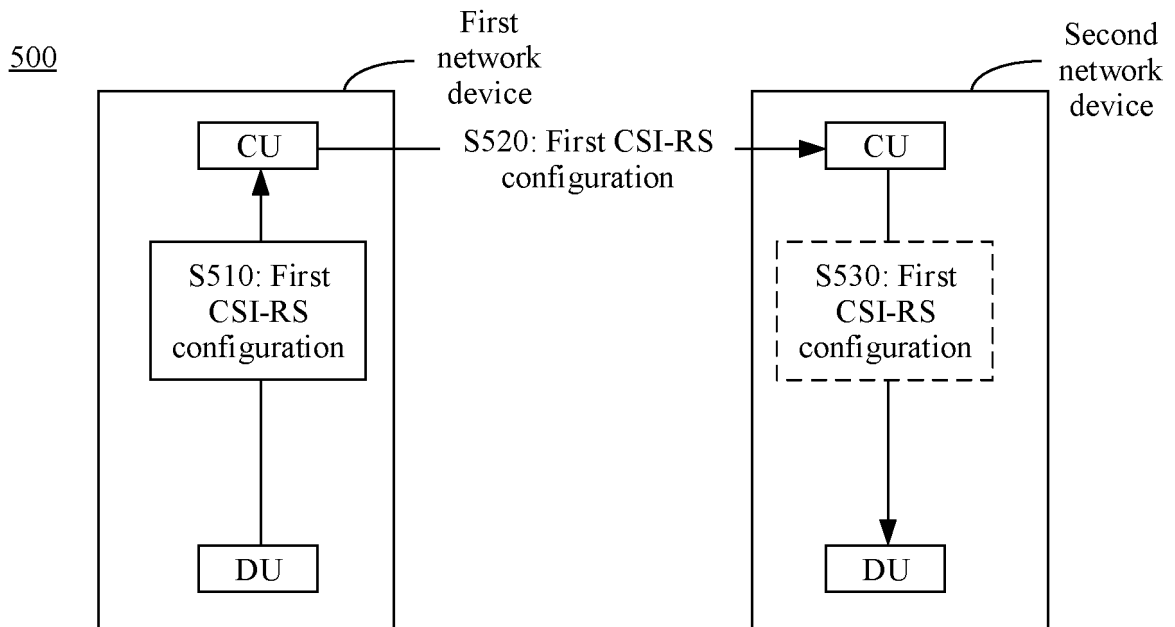 500
First
network
device
Second
network
device
CU
S520: First CSI-RS
configuration
CU
S510: First
CSI-RS
configuration
S530: First
CSI-RS
configuration
DU
DU